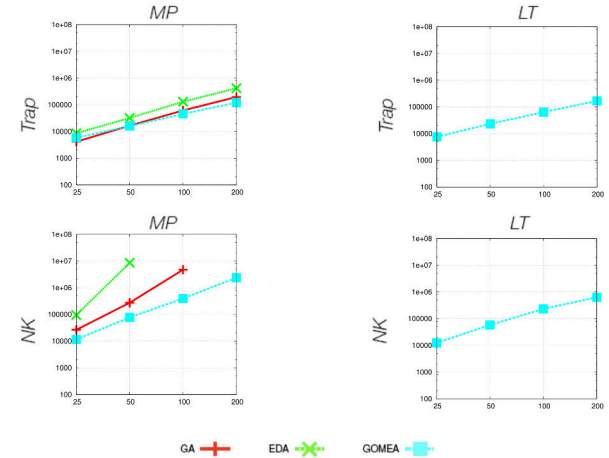 MP
LT
Trap
1e+08
1e+07
1e+06
100000
10000
1000
100
25
50
100
200
Trap
1e+08
1e+07
1e+06
100000
10000
1000
100
25
50
100
200
MP
LT
NK
1e+08
1e+07
1e+06
100000
10000
1000
100
25
50
100
200
NK
1e+08
1e+07
1e+06
100000
10000
1000
100
25
50
100
200
GA EDA GOMEA